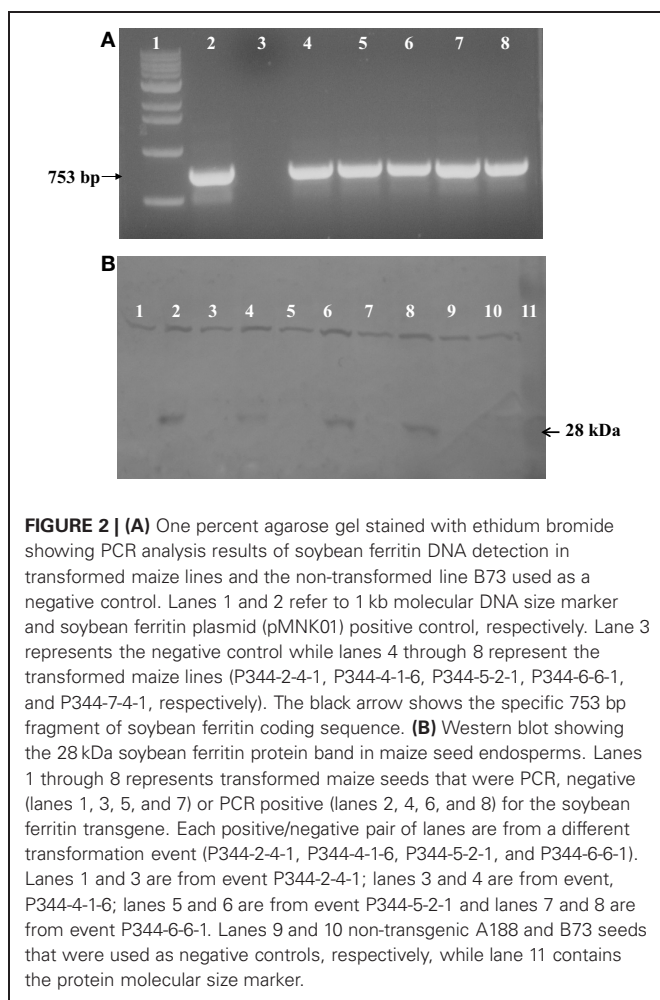 A
1 2 3 4 5 6 7 8
753 bp
B
1 2 3 4 5 6 7 8 9 10 11
28 kDa
FIGURE 2 | (A) One percent agarose gel stained with ethidum bromide
showing PCR analysis results of soybean ferritin DNA detection in
transformed maize lines and the non-transformed line B73 used as a
negative control. Lanes 1 and 2 refer to 1 kb molecular DNA size marker
and soybean ferritin plasmid (pMNK01) positive control, respectively. Lane 3
represents the negative control while lanes 4 through 8 represent the
transformed maize lines (P344-2-4-1, P344-4-1-6, P344-5-2-1, P344-6-6-1,
and P344-7-4-1, respectively). The black arrow shows the specific 753 bp
fragment of soybean ferritin coding sequence. (B) Western blot showing
the 28 kDa soybean ferritin protein band in maize seed endosperms. Lanes
1 through 8 represents transformed maize seeds that were PCR, negative
(lanes 1, 3, 5, and 7) or PCR positive (lanes 2, 4, 6, and 8) for the soybean
ferritin transgene. Each positive/negative pair of lanes are from a different
transformation event (P344-2-4-1, P344-4-1-6, P344-5-2-1, and P344-6-6-1).
Lanes 1 and 3 are from event P344-2-4-1; lanes 3 and 4 are from event,
P344-4-1-6; lanes 5 and 6 are from event P344-5-2-1 and lanes 7 and 8 are
from event P344-6-6-1. Lanes 9 and 10 non-transgenic A188 and B73 seeds
that were used as negative controls, respectively, while lane 11 contains
the protein molecular size marker.